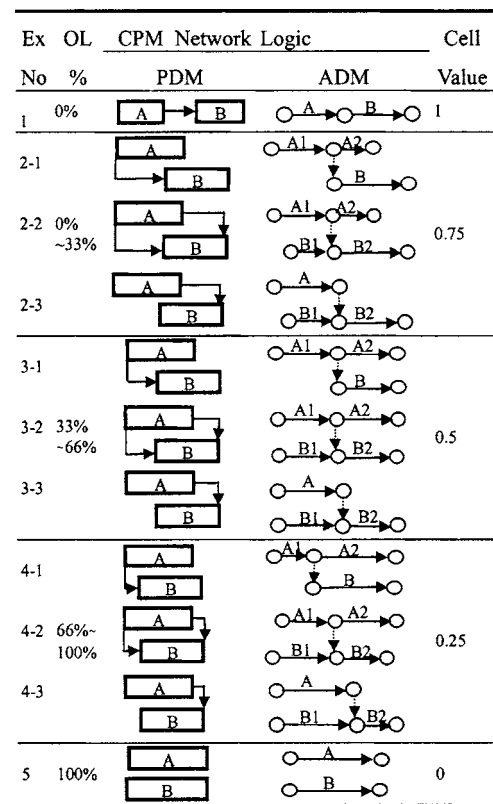 Ex OL CPM Network Logic Cell
No % PDM ADM Value
1 0% A B A B 1
2-1 A B A1 A2 B
2-2 0% ~33% A B A1 A2 B1 B2 0.75
2-3 A B A B1 B2
3-1 A B A1 A2 B
3-2 33% ~66% A B A1 A2 B1 B2 0.5
3-3 A B A B1 B2
4-1 A B A1 A2 B
4-2 66%~ 100% A B A1 A2 B1 B2 0.25
4-3 A B A B1 B2
5 100% A B A B 0